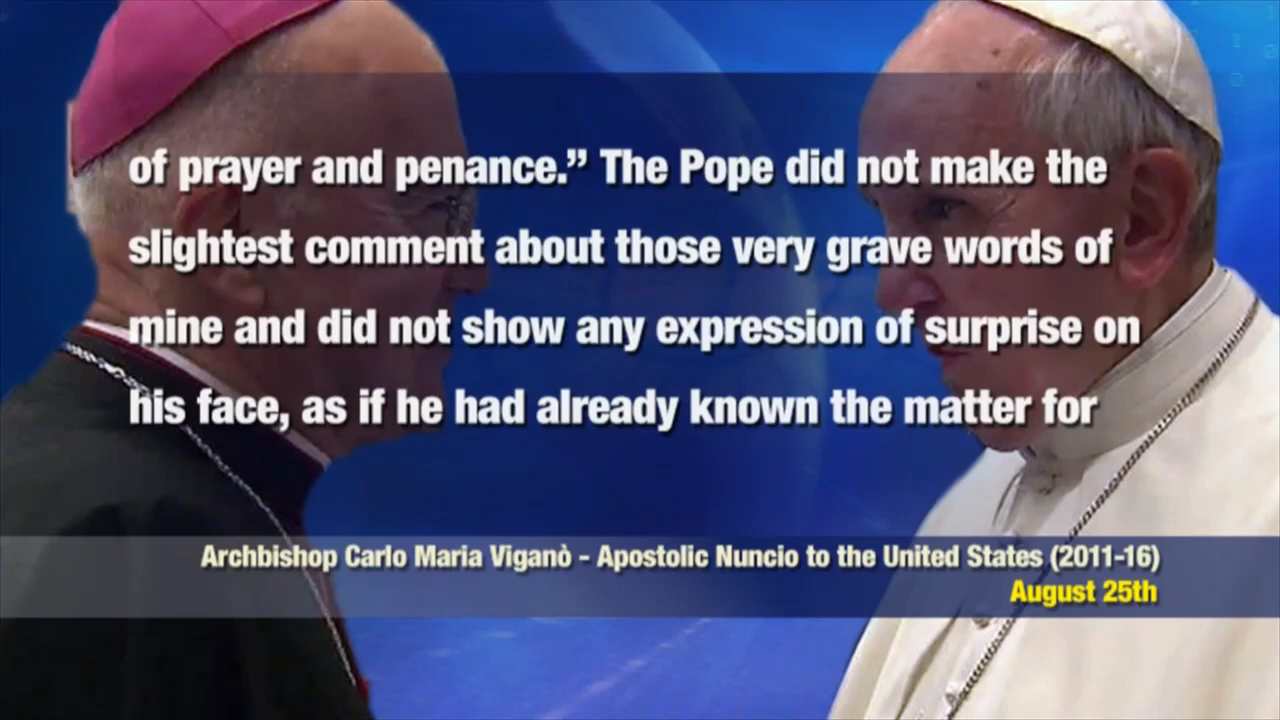 of prayer and penance.” The Pope did not make the
slightest comment about those very grave words of
mine and did not show any expression of surprise on
his face, as if he had already known the matter for
Archbishop Carlo Maria Viganò - Apostolic Nuncio to the United States (2011-16)
August 25th